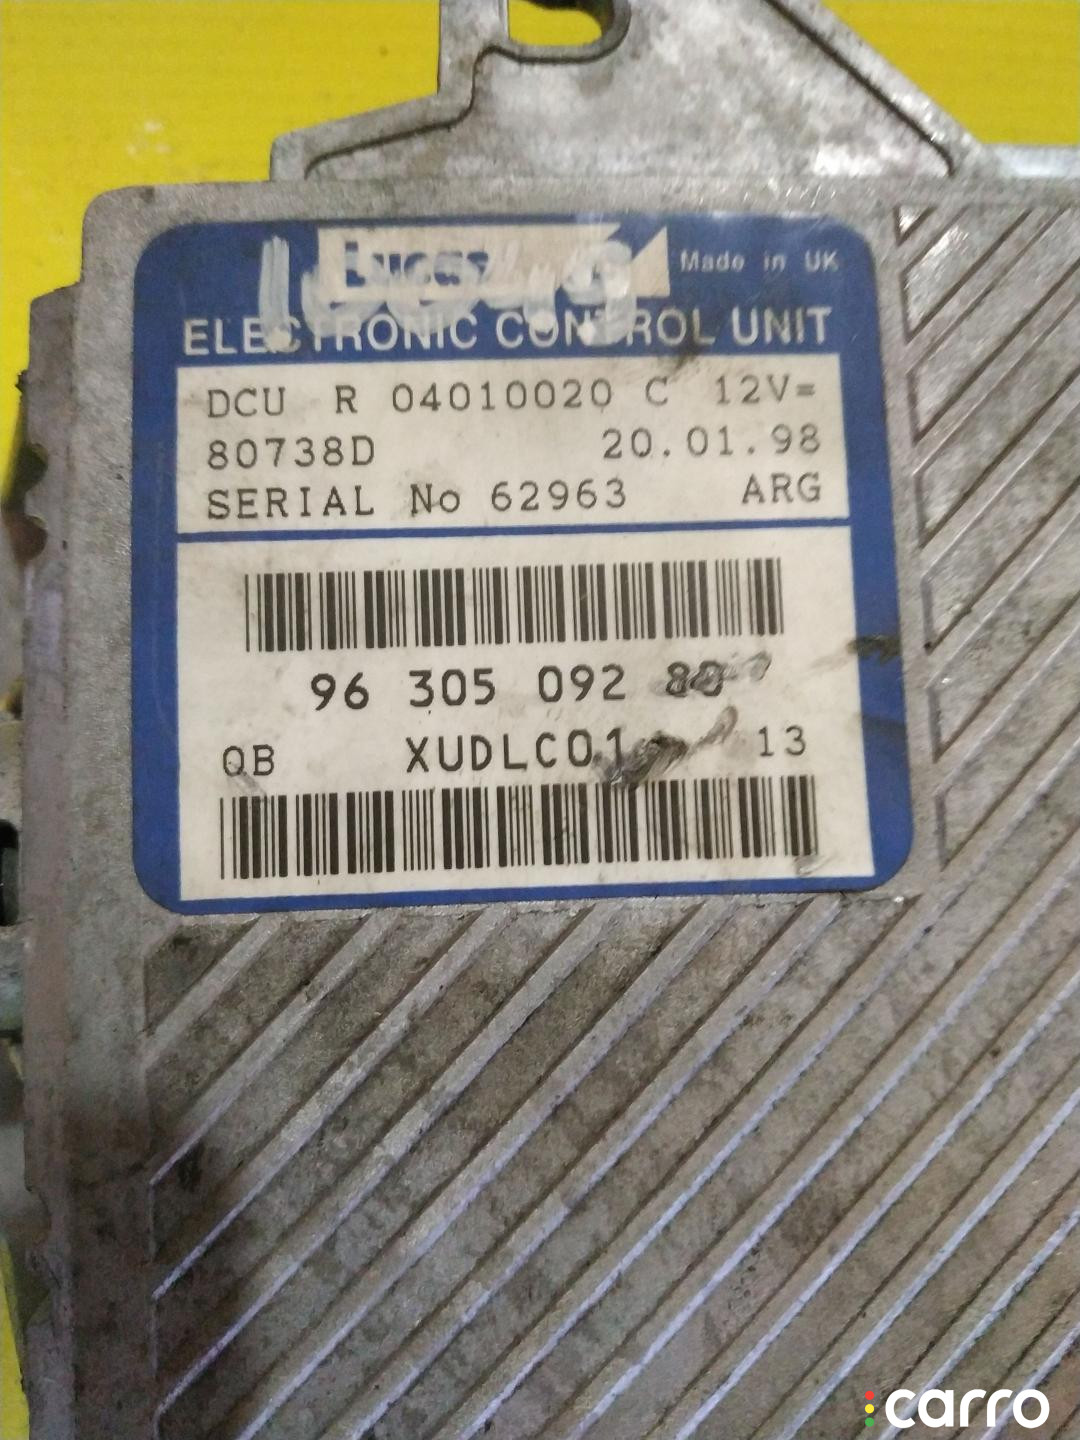 Lucas
Made in UK
ELECTRONIC CONTROL UNIT
DCU R 04010020 C 12V=
80738D 20.01.98
SERIAL No 62963 ARG
96 305 092 80
QB XUDLC01 13
carro